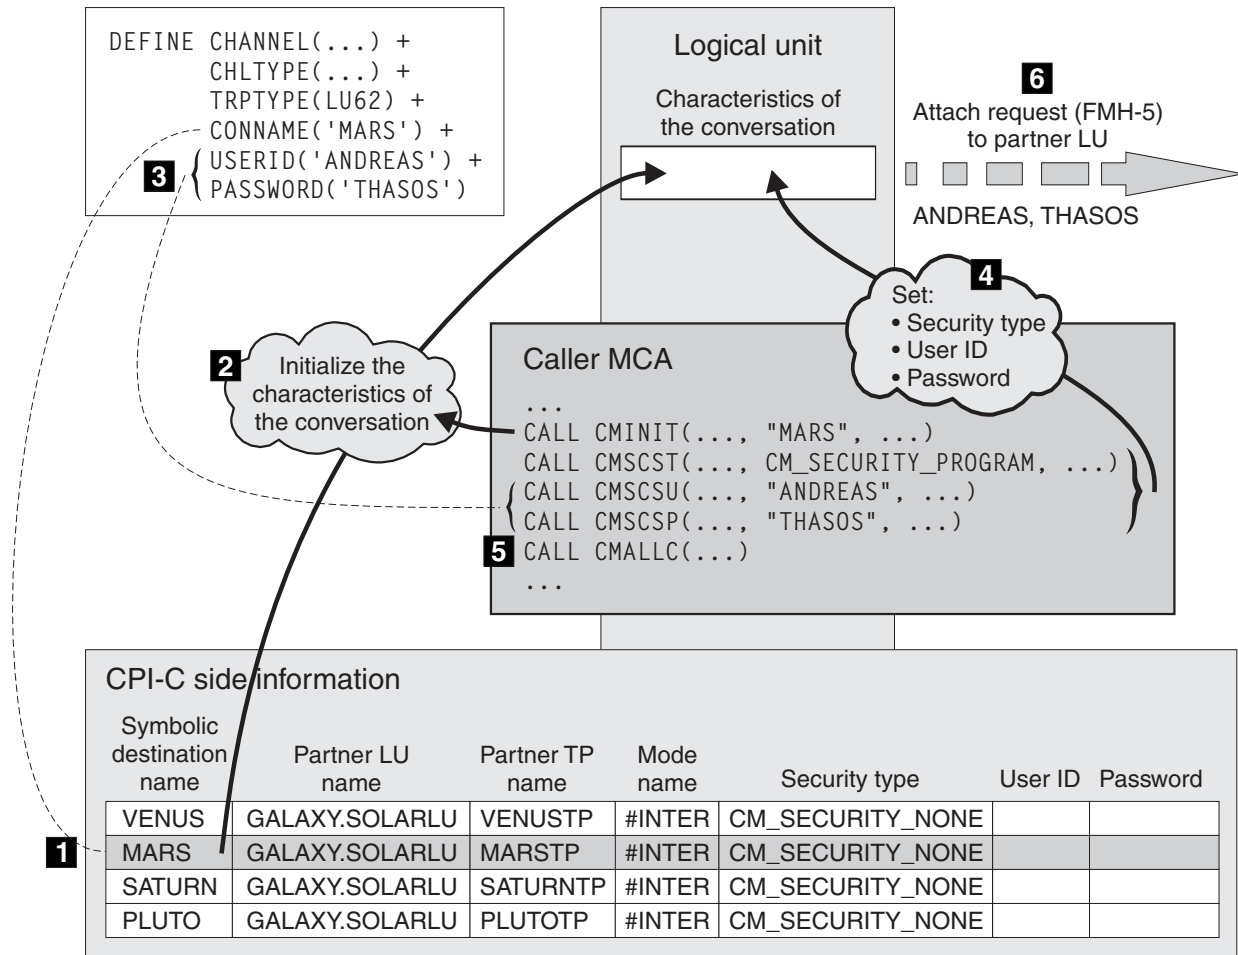 DEFINE CHANNEL(...) +
CHLTYPE(...) +
TRPTYPE(LU62) +
CONNAME('MARS') +
USERID('ANDREAS') +
3
PASSWORD('THASOS')
Logical unit
Characteristics of
the conversation
6
Attach request (FMH-5)
to partner LU
ANDREAS, THASOS
4
Set:
• Security type
• User ID
• Password
2
Initialize the
characteristics of
the conversation
Caller MCA
...
CALL CMINIT(..., "MARS", ...)
CALL CMSCST(..., CM_SECURITY_PROGRAM, ...)
CALL CMSCSU(..., "ANDREAS", ...)
CALL CMSCSP(..., "THASOS", ...)
5 CALL CMALLC(...)
...
CPI-C side information
Symbolic
destination
name
Partner LU
name
Partner TP
name
Mode
name
Security type
User ID
Password
VENUS GALAXY.SOLARLU VENUSTP #INTER CM_SECURITY_NONE
1 MARS GALAXY.SOLARLU MARSTP #INTER CM_SECURITY_NONE
SATURN GALAXY.SOLARLU SATURNTP #INTER CM_SECURITY_NONE
PLUTO GALAXY.SOLARLU PLUTOTP #INTER CM_SECURITY_NONE